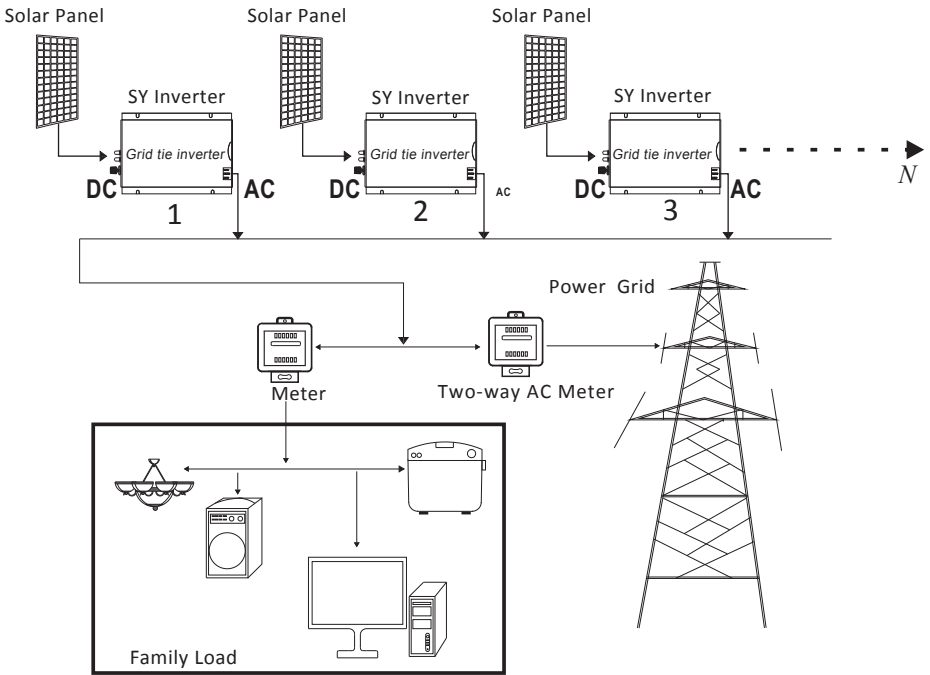 Solar Panel
Solar Panel
Solar Panel
SY Inverter
SY Inverter
SY Inverter
Grid tie inverter
Grid tie inverter
Grid tie inverter
DC
AC
DC
AC
DC
AC
N
1
2
3
Power Grid
Meter
Two-way AC Meter
Family Load